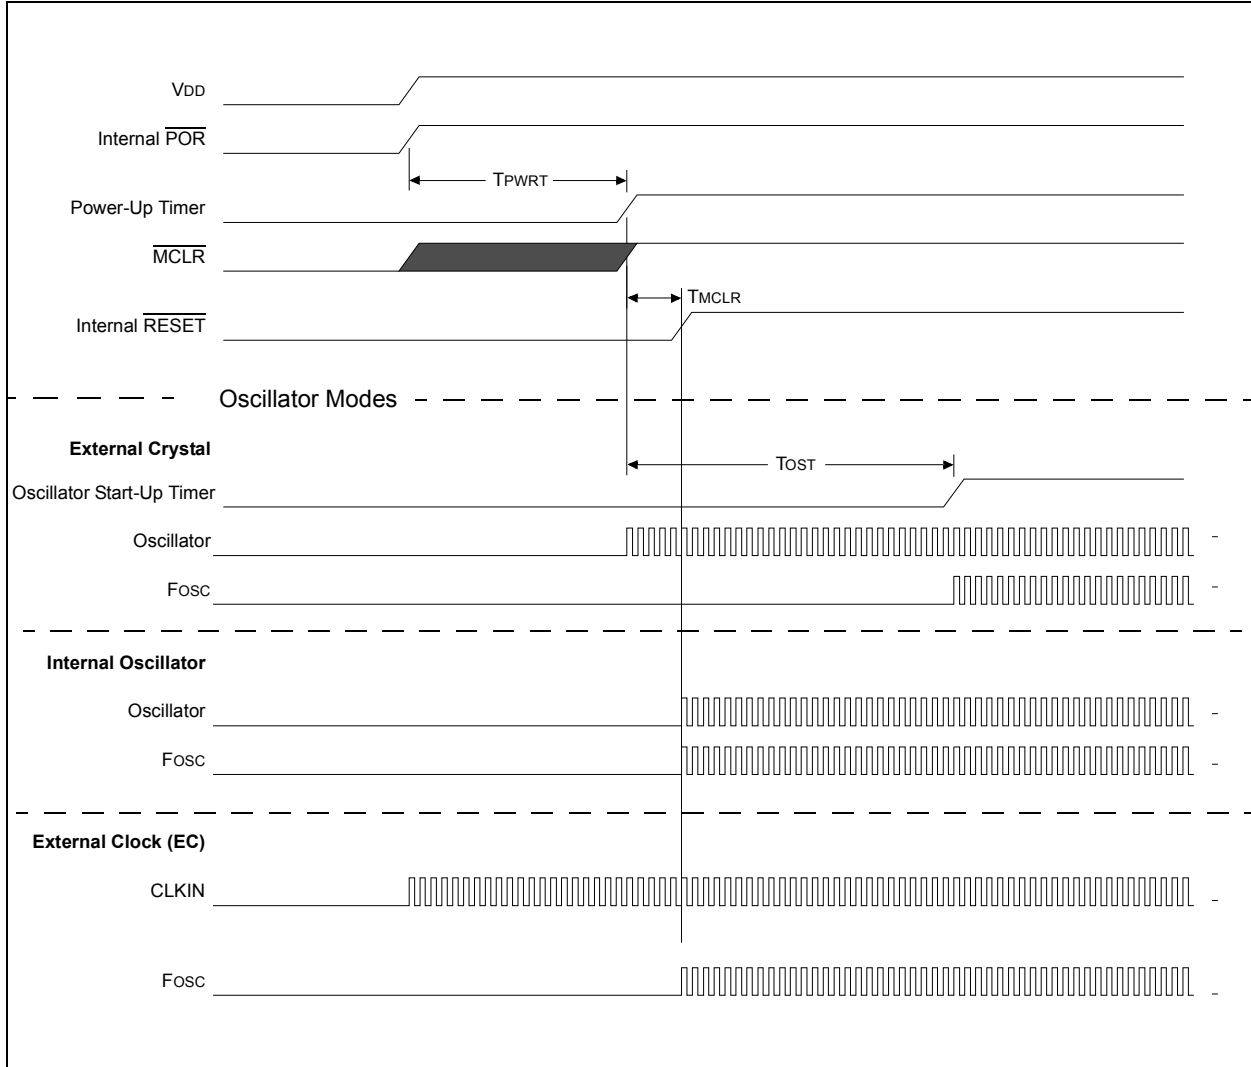 VDD
Internal POR
TPWRT
Power-Up Timer
MCLR
TMCLR
Internal RESET
Oscillator Modes
External Crystal
TOST
Oscillator Start-Up Timer
Oscillator
FOSC
Internal Oscillator
Oscillator
FOSC
External Clock (EC)
CLKIN
FOSC